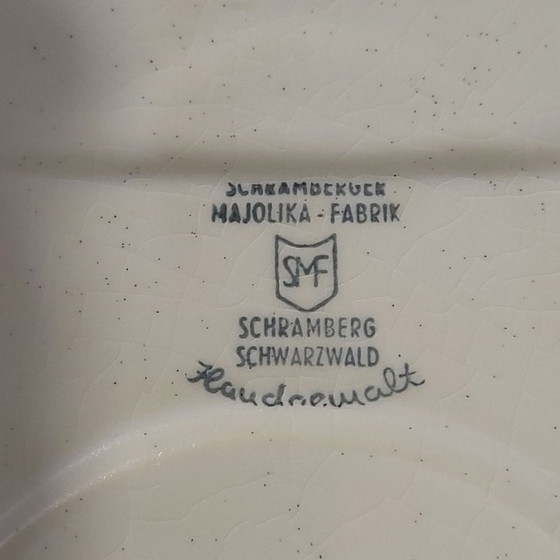 SCHRAMBERGER
MAJOLIKA - FABRIK
SMF
SCHRAMBERG
SCHWARZWALD
Handgemalt